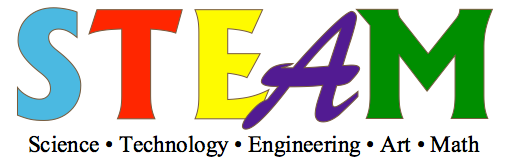 STEAM
Science • Technology • Engineering • Art • Math